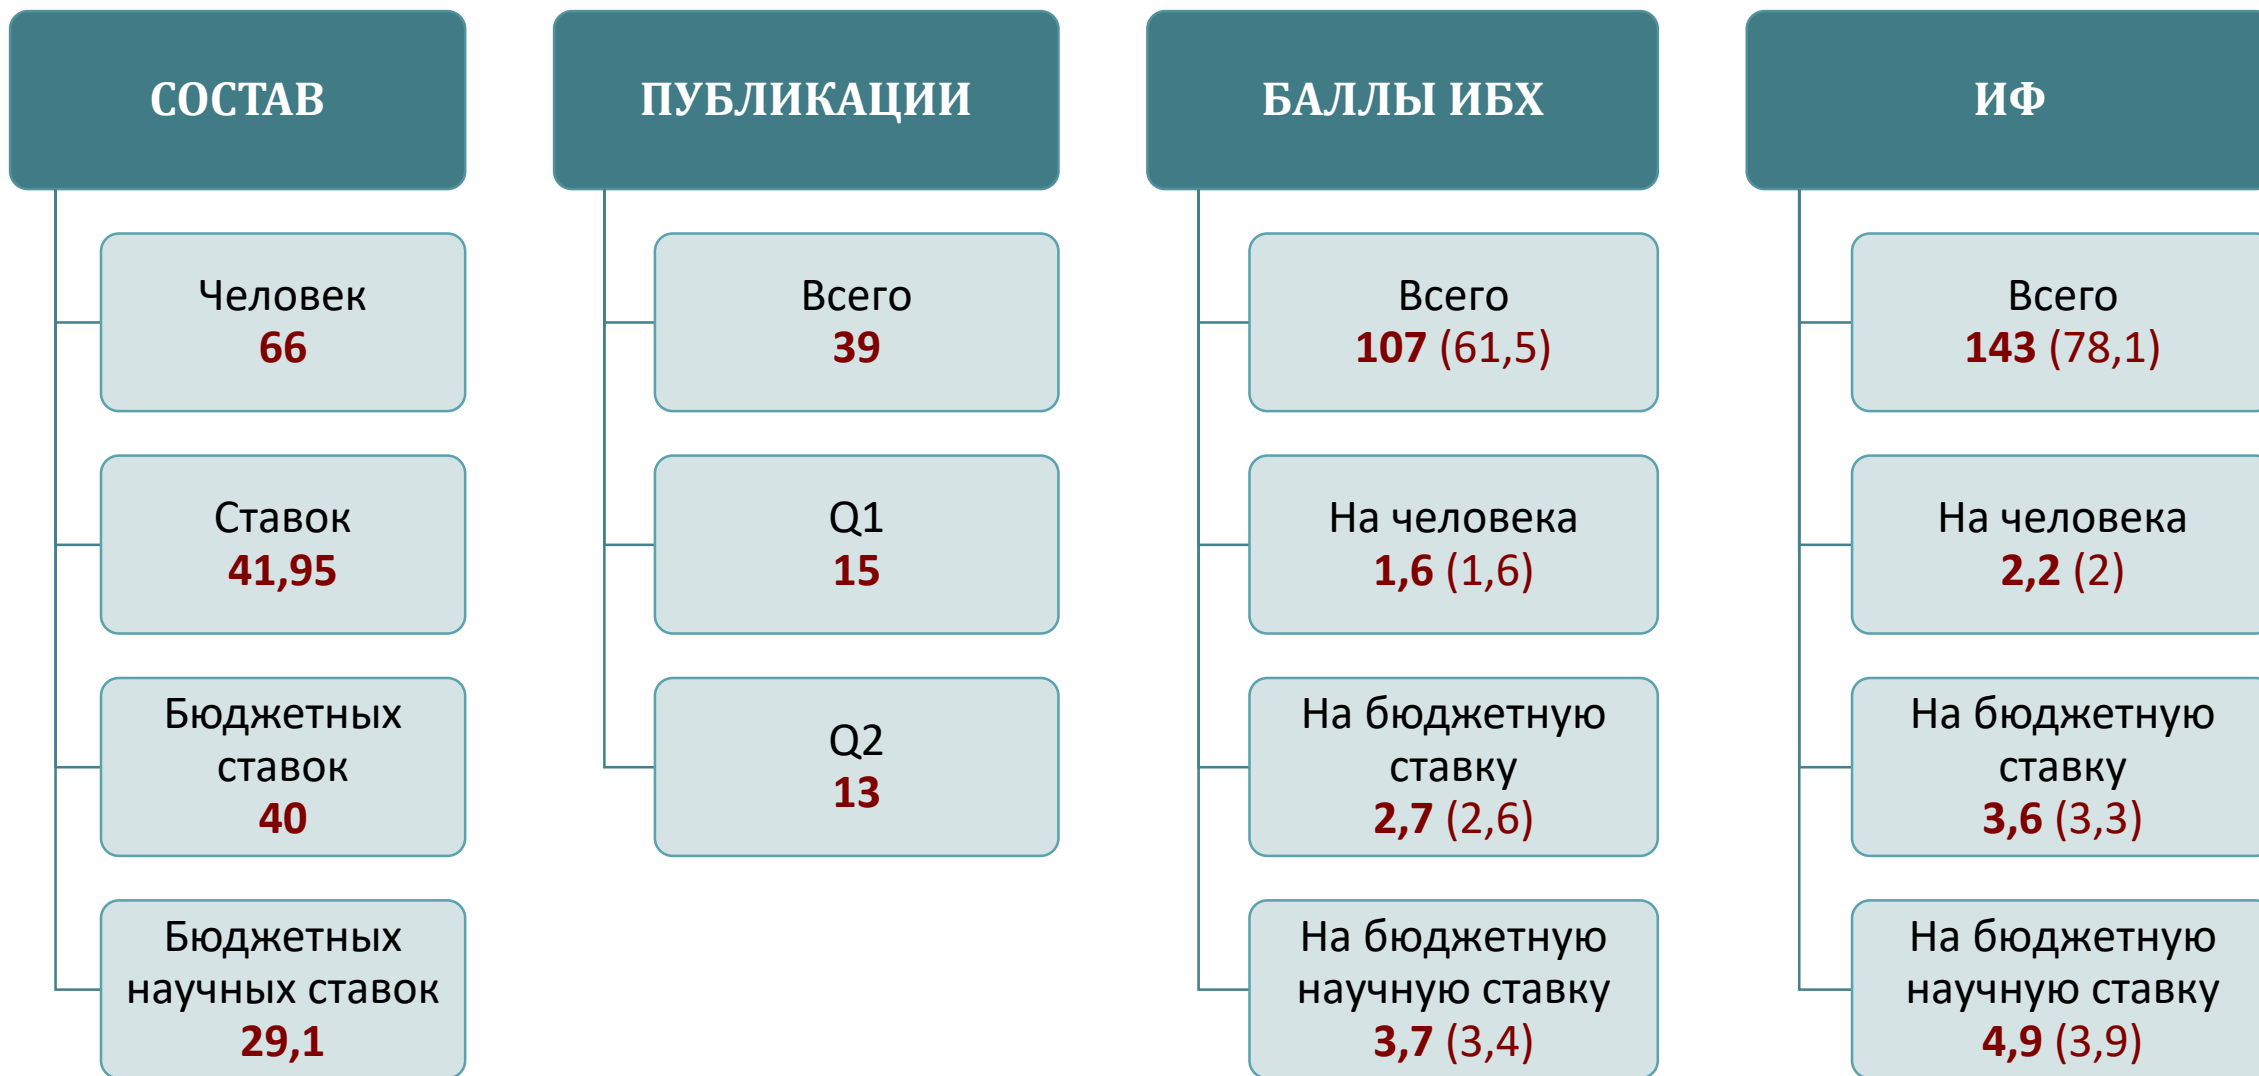 СОСТАВ
Человек
66
Ставок
41,95
Бюджетных
ставок
40
Бюджетных
научных ставок
29,1
ПУБЛИКАЦИИ
Всего
39
Q1
15
Q2
13
БАЛЛЫ ИБХ
Всего
107 (61,5)
На человека
1,6 (1,6)
На бюджетную
ставку
2,7 (2,6)
На бюджетную
научную ставку
3,7 (3,4)
ИФ
Всего
143 (78,1)
На человека
2,2 (2)
На бюджетную
ставку
3,6 (3,3)
На бюджетную
научную ставку
4,9 (3,9)